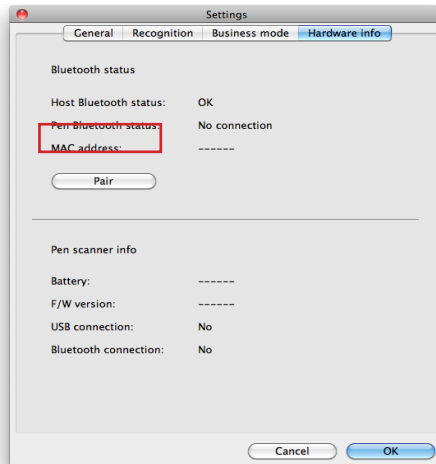 Settings
General Recognition Business mode Hardware info
Bluetooth status
Host Bluetooth status: OK
Pen Bluetooth status: No connection
MAC address: ------
Pair
Pen scanner info
Battery: ------
F/W version: ------
USB connection: No
Bluetooth connection: No
Cancel OK